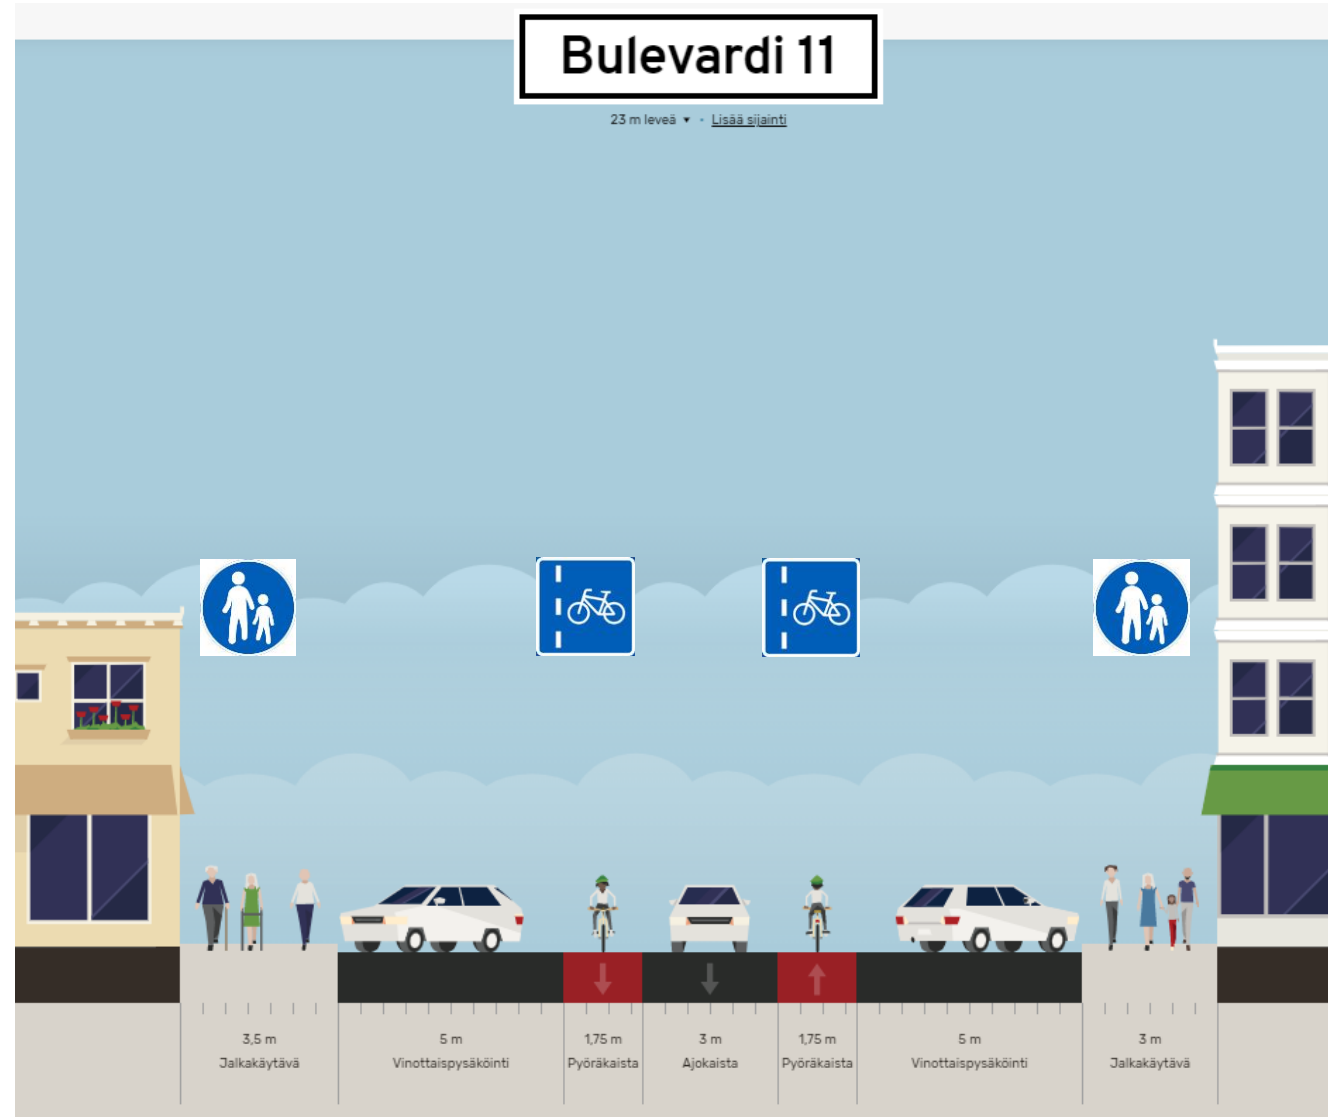 Bulevardi 11
23 m leveä ▾ · Lisää sijainti
3,5 m 5 m 1,75 m 3 m 1,75 m 5 m 3 m
Jalkakäytävä Vinottaispysäköinti Pyöräkaista Ajokaista Pyöräkaista Vinottaispysäköinti Jalkakäytävä